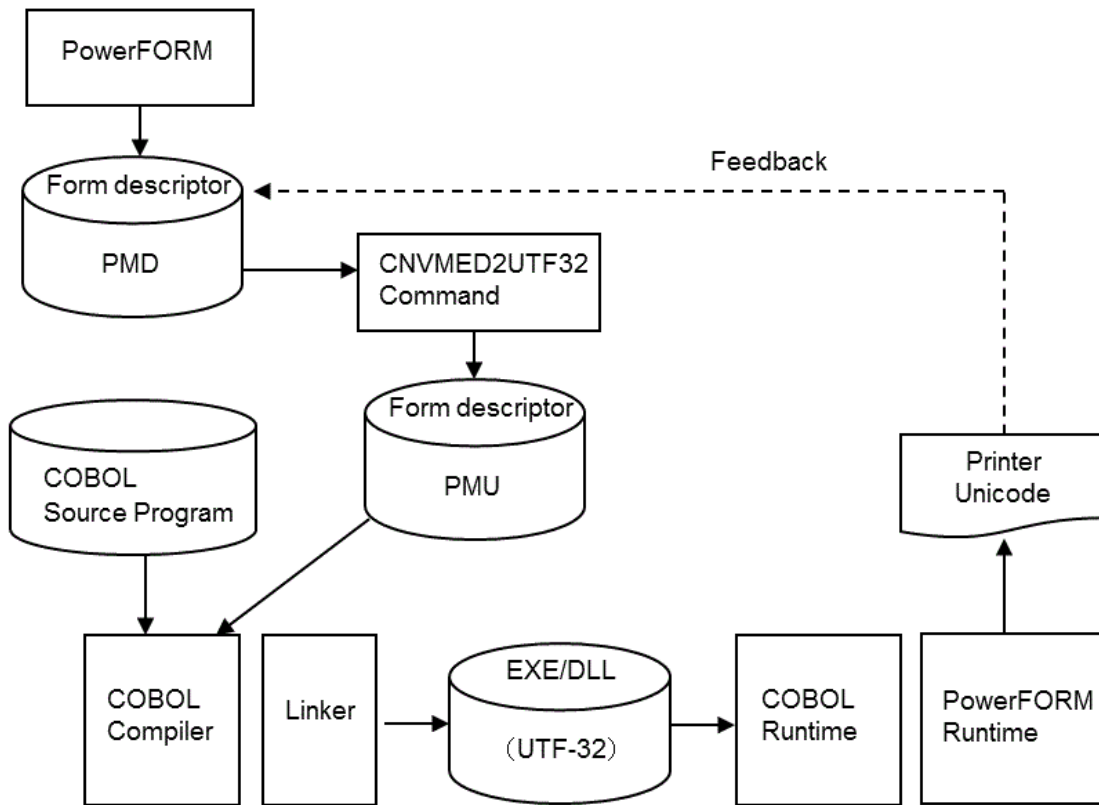 PowerFORM
Feedback
Form descriptor
PMD
CNVMED2UTF32
Command
Form descriptor
PMU
COBOL
Source Program
Printer
Unicode
COBOL
Compiler
Linker
EXE/DLL
（UTF-32）
COBOL
Runtime
PowerFORM
Runtime